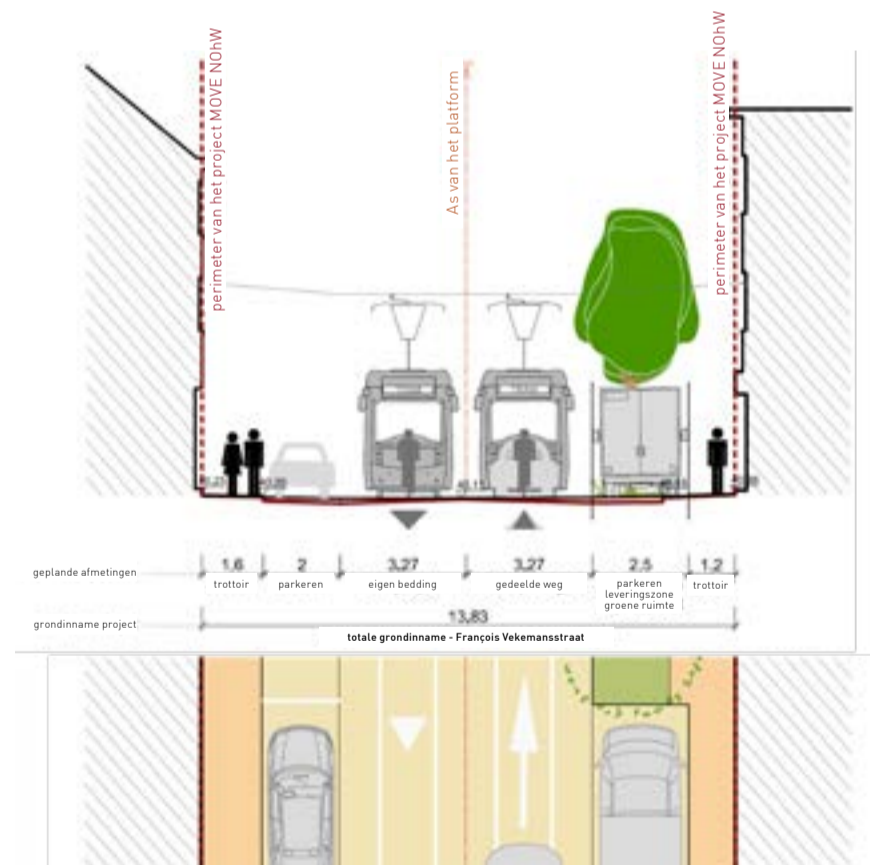 perimeter van het project MOVE NOhW
As van het platform
perimeter van het project MOVE NOhW
geplande afmetingen
1,6
2
3,27
3,27
2,5
1,2
trottoir
parkeren
eigen bedding
gedeelde weg
parkeren
leveringszone
groene ruimte
trottoir
grondinname project
13,83
totale grondinname - François Vekemansstraat